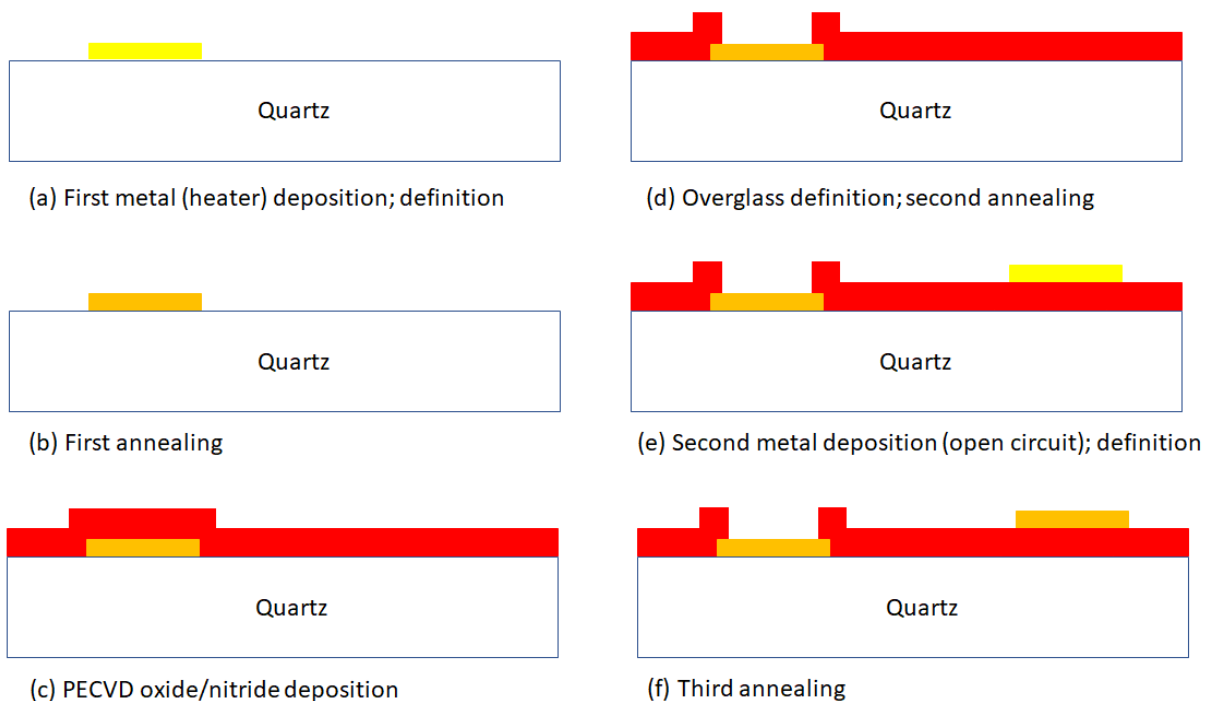 Quartz
(a) First metal (heater) deposition; definition
Quartz
(b) First annealing
Quartz
(c) PECVD oxide/nitride deposition
Quartz
(d) Overglass definition; second annealing
Quartz
(e) Second metal deposition (open circuit); definition
Quartz
(f) Third annealing